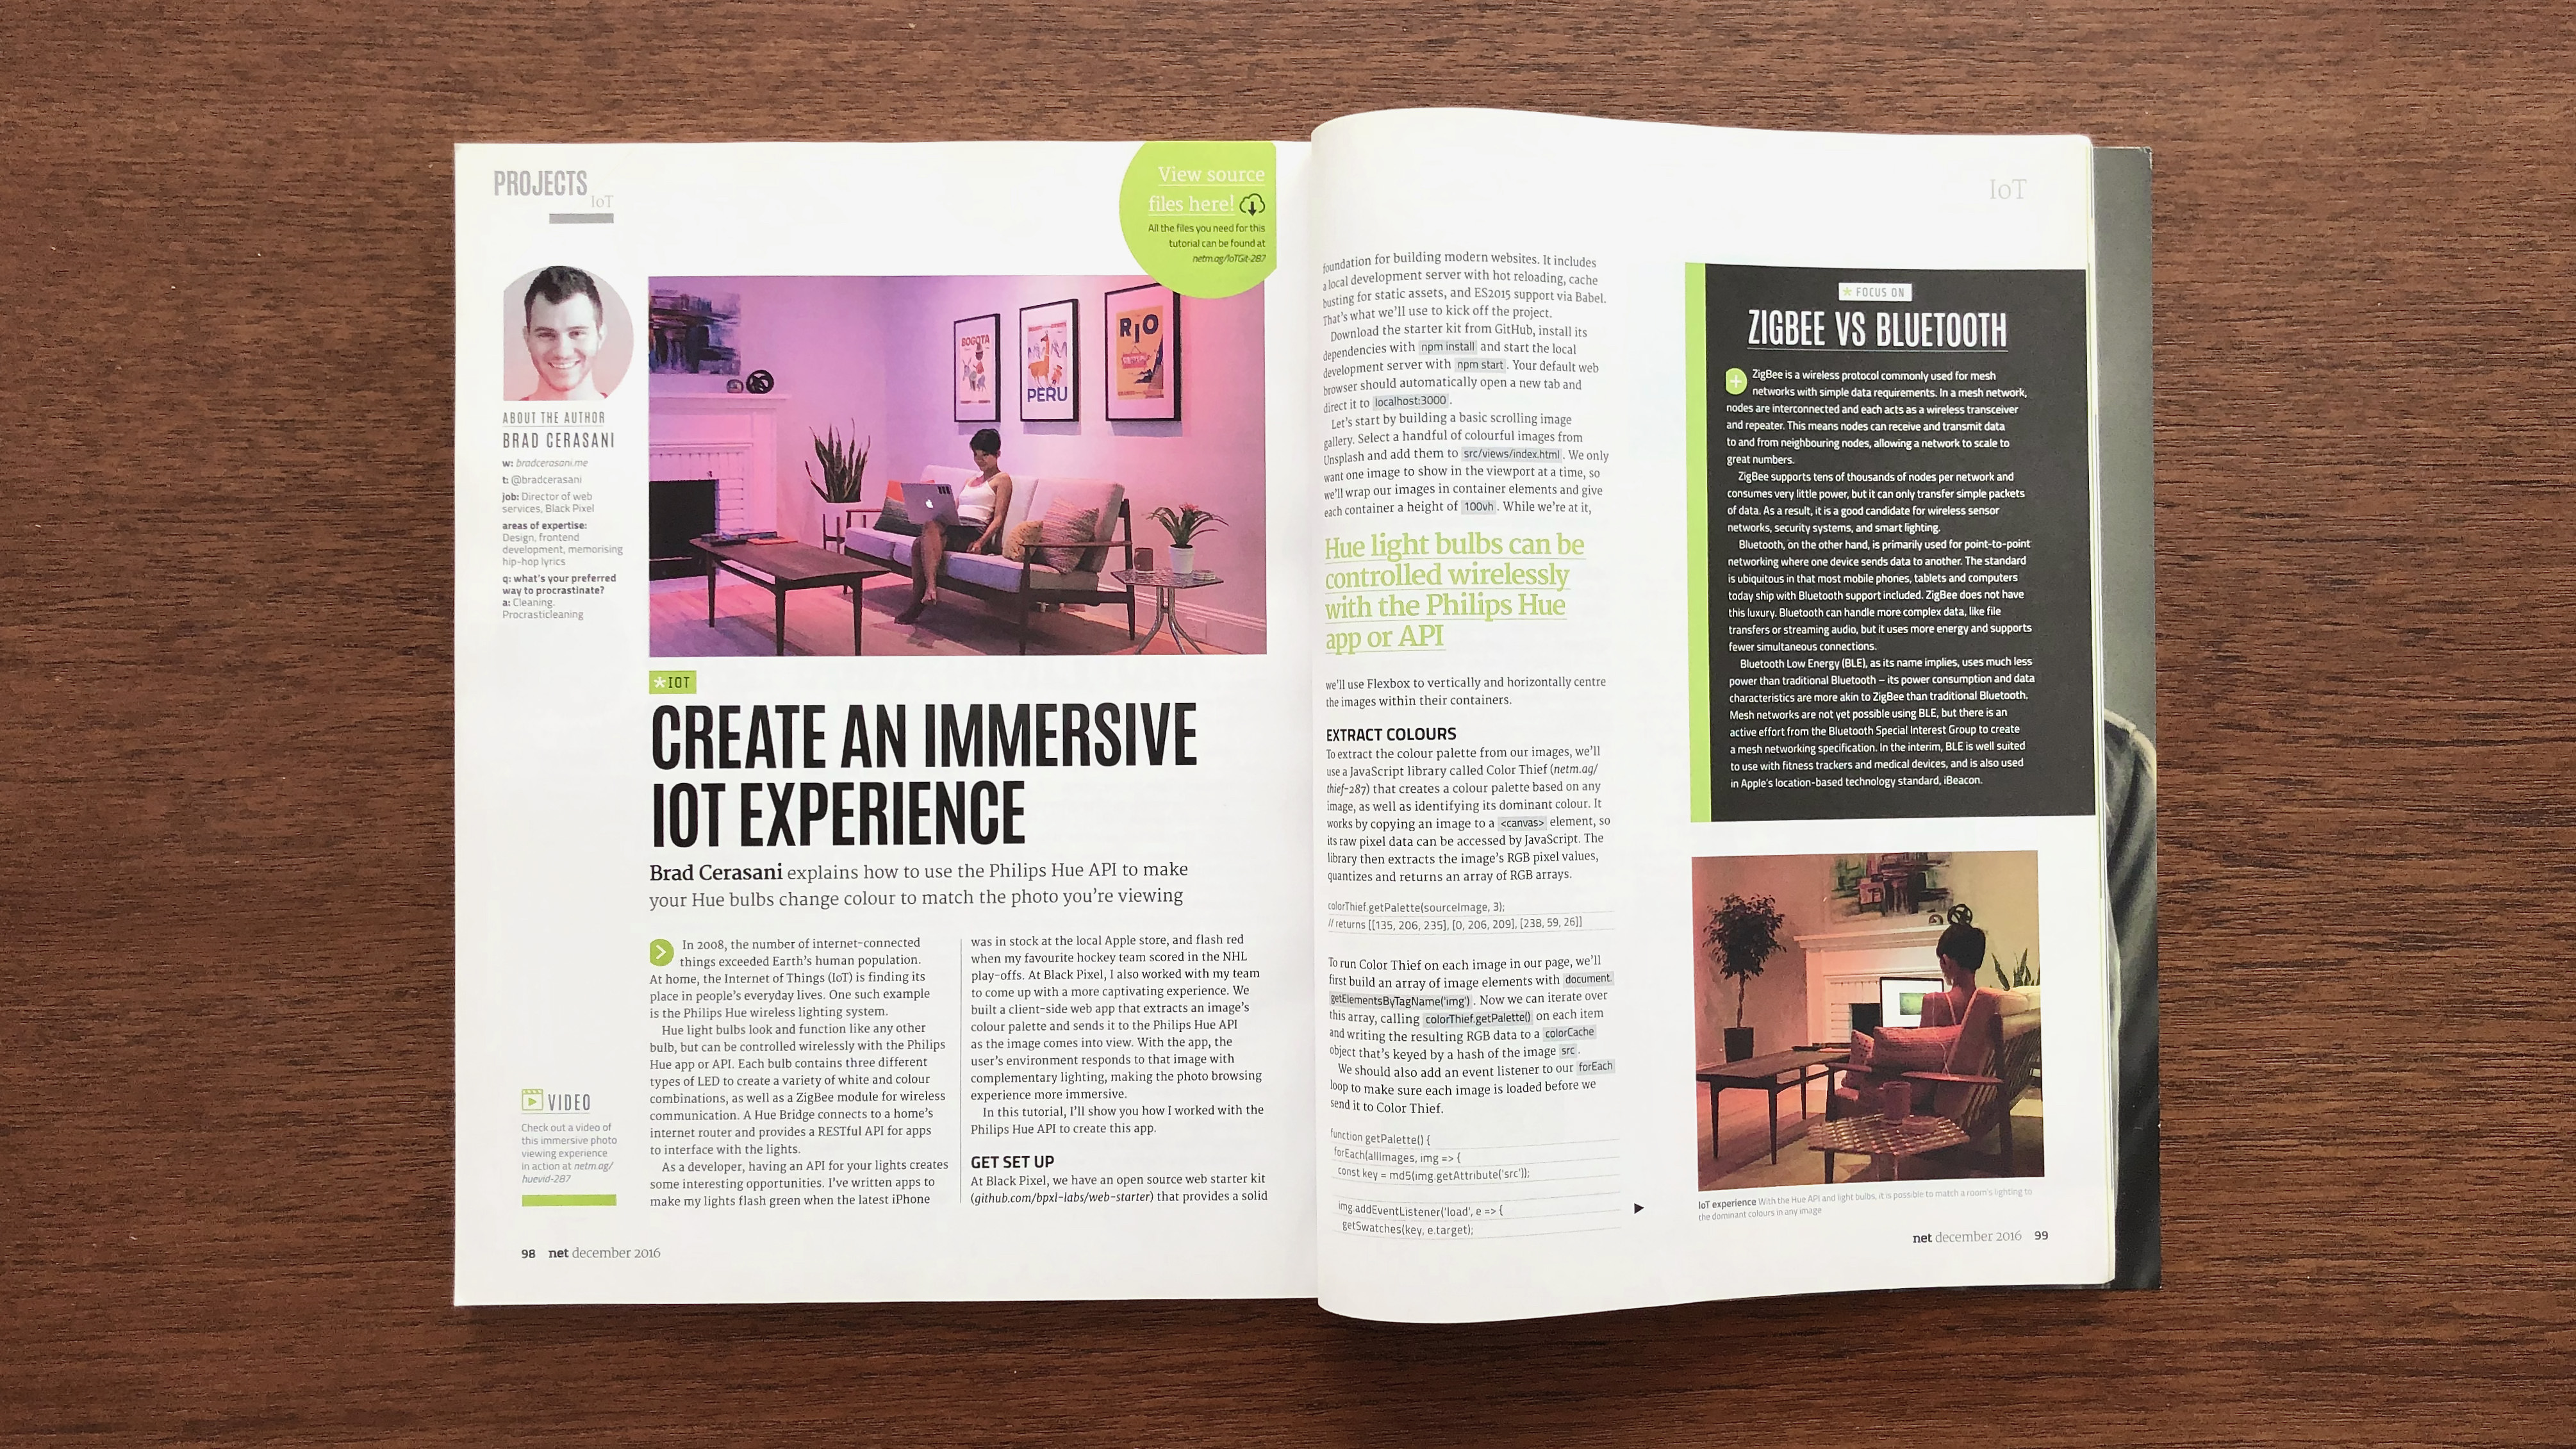 PROJECTS
IoT
View source
files here!
All the files you need for this
tutorial can be found at
netm.ag/IoTGit-287
BOGOTA
PERU
RIO
ABOUT THE AUTHOR
BRAD CERASANI
w: bradcerasani.me
t: @bradcerasani
job: Director of web
services, Black Pixel
areas of expertise:
Design, frontend
development, memorising
hip-hop lyrics
q: what's your preferred
way to procrastinate?
a: Cleaning.
Procrasticleaning
VIDEO
Check out a video of
this immersive photo
viewing experience
in action at netm.ag/
huevid-287
*IOT
CREATE AN IMMERSIVE
IOT EXPERIENCE
Brad Cerasani explains how to use the Philips Hue API to make
your Hue bulbs change colour to match the photo you're viewing
In 2008, the number of internet-connected
things exceeded Earth's human population.
At home, the Internet of Things (IoT) is finding its
place in people's everyday lives. One such example
is the Philips Hue wireless lighting system.
Hue light bulbs look and function like any other
bulb, but can be controlled wirelessly with the Philips
Hue app or API. Each bulb contains three different
types of LED to create a variety of white and colour
combinations, as well as a ZigBee module for wireless
communication. A Hue Bridge connects to a home's
internet router and provides a RESTful API for apps
to interface with the lights.
As a developer, having an API for your lights creates
some interesting opportunities. I've written apps to
make my lights flash green when the latest iPhone
was in stock at the local Apple store, and flash red
when my favourite hockey team scored in the NHL
play-offs. At Black Pixel, I also worked with my team
to come up with a more captivating experience. We
built a client-side web app that extracts an image's
colour palette and sends it to the Philips Hue API
as the image comes into view. With the app, the
user's environment responds to that image with
complementary lighting, making the photo browsing
experience more immersive.
In this tutorial, I'll show you how I worked with the
Philips Hue API to create this app.
GET SET UP
At Black Pixel, we have an open source web starter kit
(github.com/bpxl-labs/web-starter) that provides a solid
98 net december 2016
IoT
foundation for building modern websites. It includes
a local development server with hot reloading, cache
busting for static assets, and ES2015 support via Babel.
That's what we'll use to kick off the project.
Download the starter kit from GitHub, install its
dependencies with npm install and start the local
development server with npm start. Your default web
browser should automatically open a new tab and
direct it to localhost:3000.
Let's start by building a basic scrolling image
gallery. Select a handful of colourful images from
Unsplash and add them to src/views/index.html. We only
want one image to show in the viewport at a time, so
we'll wrap our images in container elements and give
each container a height of 100vh. While we're at it,
Hue light bulbs can be
controlled wirelessly
with the Philips Hue
app or API
we'll use Flexbox to vertically and horizontally centre
the images within their containers.
EXTRACT COLOURS
To extract the colour palette from our images, we'll
use a JavaScript library called Color Thief (netm.ag/
thief-287) that creates a colour palette based on any
image, as well as identifying its dominant colour. It
works by copying an image to a <canvas> element, so
its raw pixel data can be accessed by JavaScript. The
library then extracts the image's RGB pixel values,
quantizes and returns an array of RGB arrays.
colorThief.getPalette(sourceImage, 3);
// returns [[135, 206, 235], [0, 206, 209], [238, 59, 26]]
To run Color Thief on each image in our page, we'll
first build an array of image elements with document.
getElementsByTagName('img'). Now we can iterate over
this array, calling colorThief.getPalette() on each item
and writing the resulting RGB data to a colorCache
object that's keyed by a hash of the image src.
We should also add an event listener to our forEach
loop to make sure each image is loaded before we
send it to Color Thief.
function getPalette() {
forEach(allImages, img => {
const key = md5(img.getAttribute('src'));
img.addEventListener('load', e => {
getSwatches(key, e.target);
* FOCUS ON
ZIGBEE VS BLUETOOTH
ZigBee is a wireless protocol commonly used for mesh
networks with simple data requirements. In a mesh network,
nodes are interconnected and each acts as a wireless transceiver
and repeater. This means nodes can receive and transmit data
to and from neighbouring nodes, allowing a network to scale to
great numbers.
ZigBee supports tens of thousands of nodes per network and
consumes very little power, but it can only transfer simple packets
of data. As a result, it is a good candidate for wireless sensor
networks, security systems, and smart lighting.
Bluetooth, on the other hand, is primarily used for point-to-point
networking where one device sends data to another. The standard
is ubiquitous in that most mobile phones, tablets and computers
today ship with Bluetooth support included. ZigBee does not have
this luxury. Bluetooth can handle more complex data, like file
transfers or streaming audio, but it uses more energy and supports
fewer simultaneous connections.
Bluetooth Low Energy (BLE), as its name implies, uses much less
power than traditional Bluetooth – its power consumption and data
characteristics are more akin to ZigBee than traditional Bluetooth.
Mesh networks are not yet possible using BLE, but there is an
active effort from the Bluetooth Special Interest Group to create
a mesh networking specification. In the interim, BLE is well suited
to use with fitness trackers and medical devices, and is also used
in Apple's location-based technology standard, iBeacon.
IoT experience With the Hue API and light bulbs, it is possible to match a room's lighting to
the dominant colours in any image
net december 2016 99